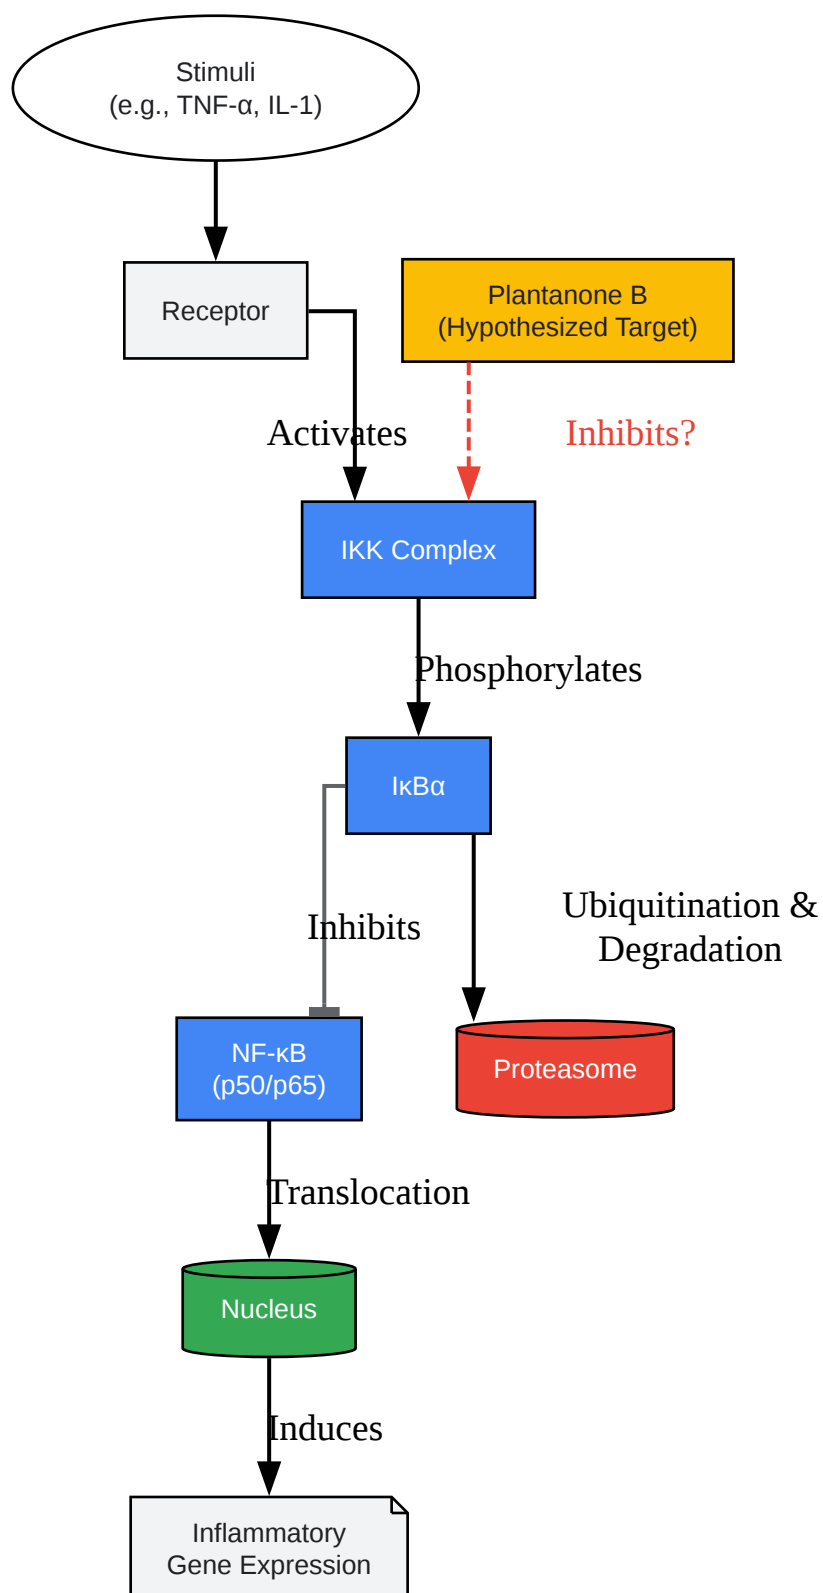 Stimuli
(e.g., TNF-α, IL-1)
Receptor
Plantanone B
(Hypothesized Target)
Activates
Inhibits?
IKK Complex
Phosphorylates
IκBα
Ubiquitination &
Degradation
Inhibits
NF-κB
(p50/p65)
Proteasome
Translocation
Nucleus
Induces
Inflammatory
Gene Expression